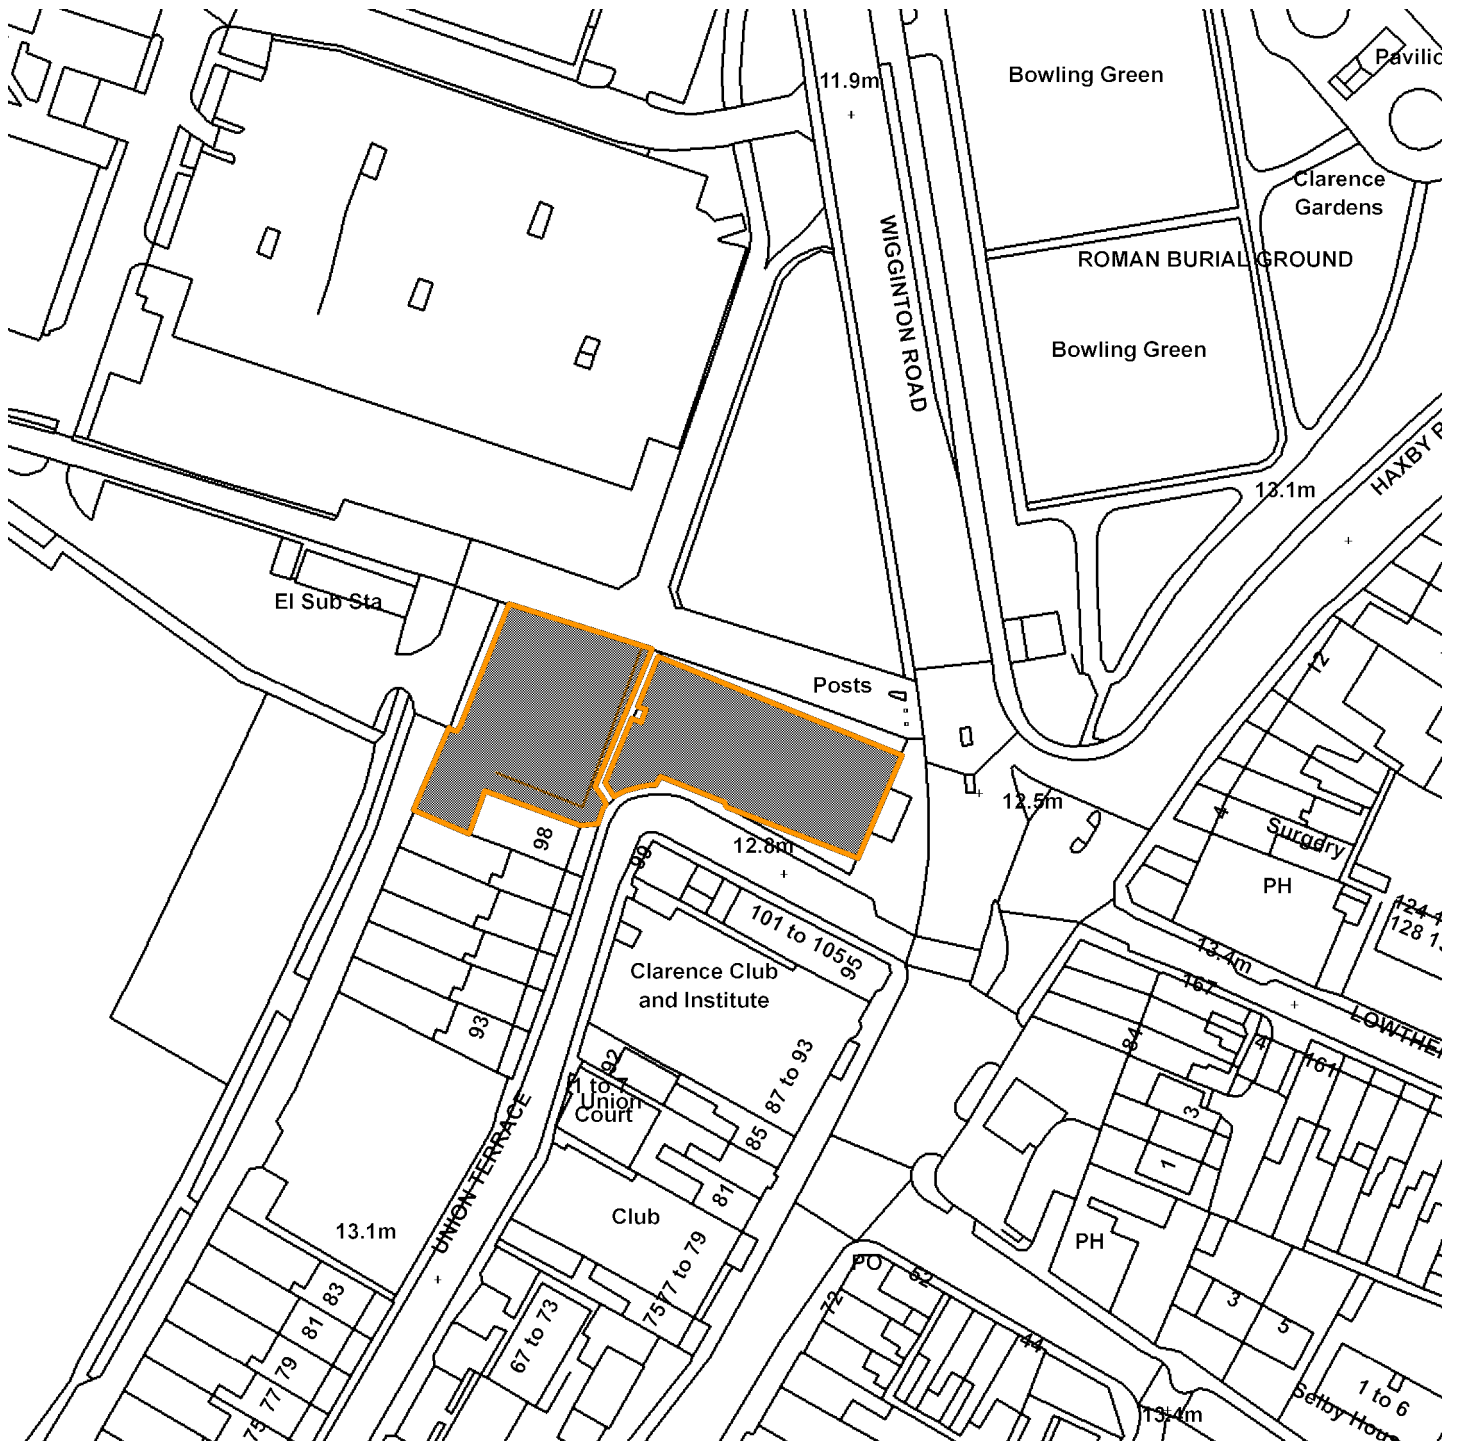 Bowling Green
Pavilic
11.9m
Clarence
Gardens
WIGGINTON ROAD
ROMAN BURIAL GROUND
Bowling Green
HAXBY
13.1m
El Sub Sta
12
Posts
12.5m
4
Surgery
98
12.8m
99
PH
101 to 105
95
128
13.4m
Clarence Club
and Institute
167
LOWTHE
93
84
4
161
92
87 to 93
1 to 7
Union
Court
3
85
UNION TERRACE
1
81
Club
13.1m
PH
77 to 79
75
PO
52
72
83
3
81
5
67 to 73
44
79
77
75
1 to 6
Selby Hous
13.4m